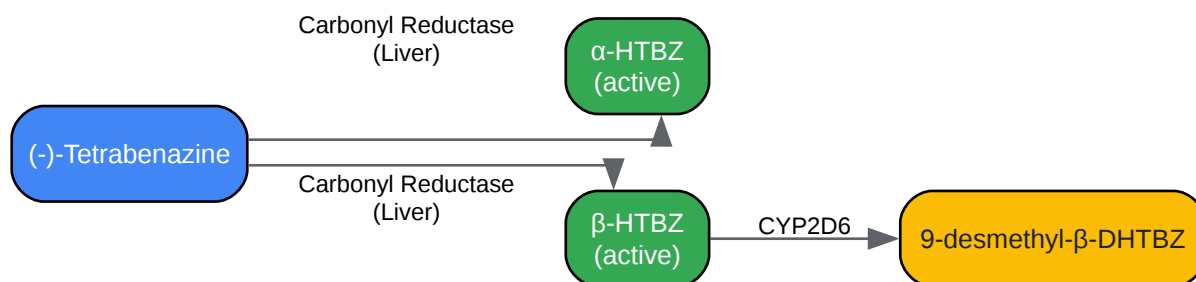 Carbonyl Reductase
(Liver)
α-HTBZ
(active)
(-)-Tetrabenazine
Carbonyl Reductase
(Liver)
β-HTBZ
(active)
CYP2D6
9-desmethyl-β-DHTBZ